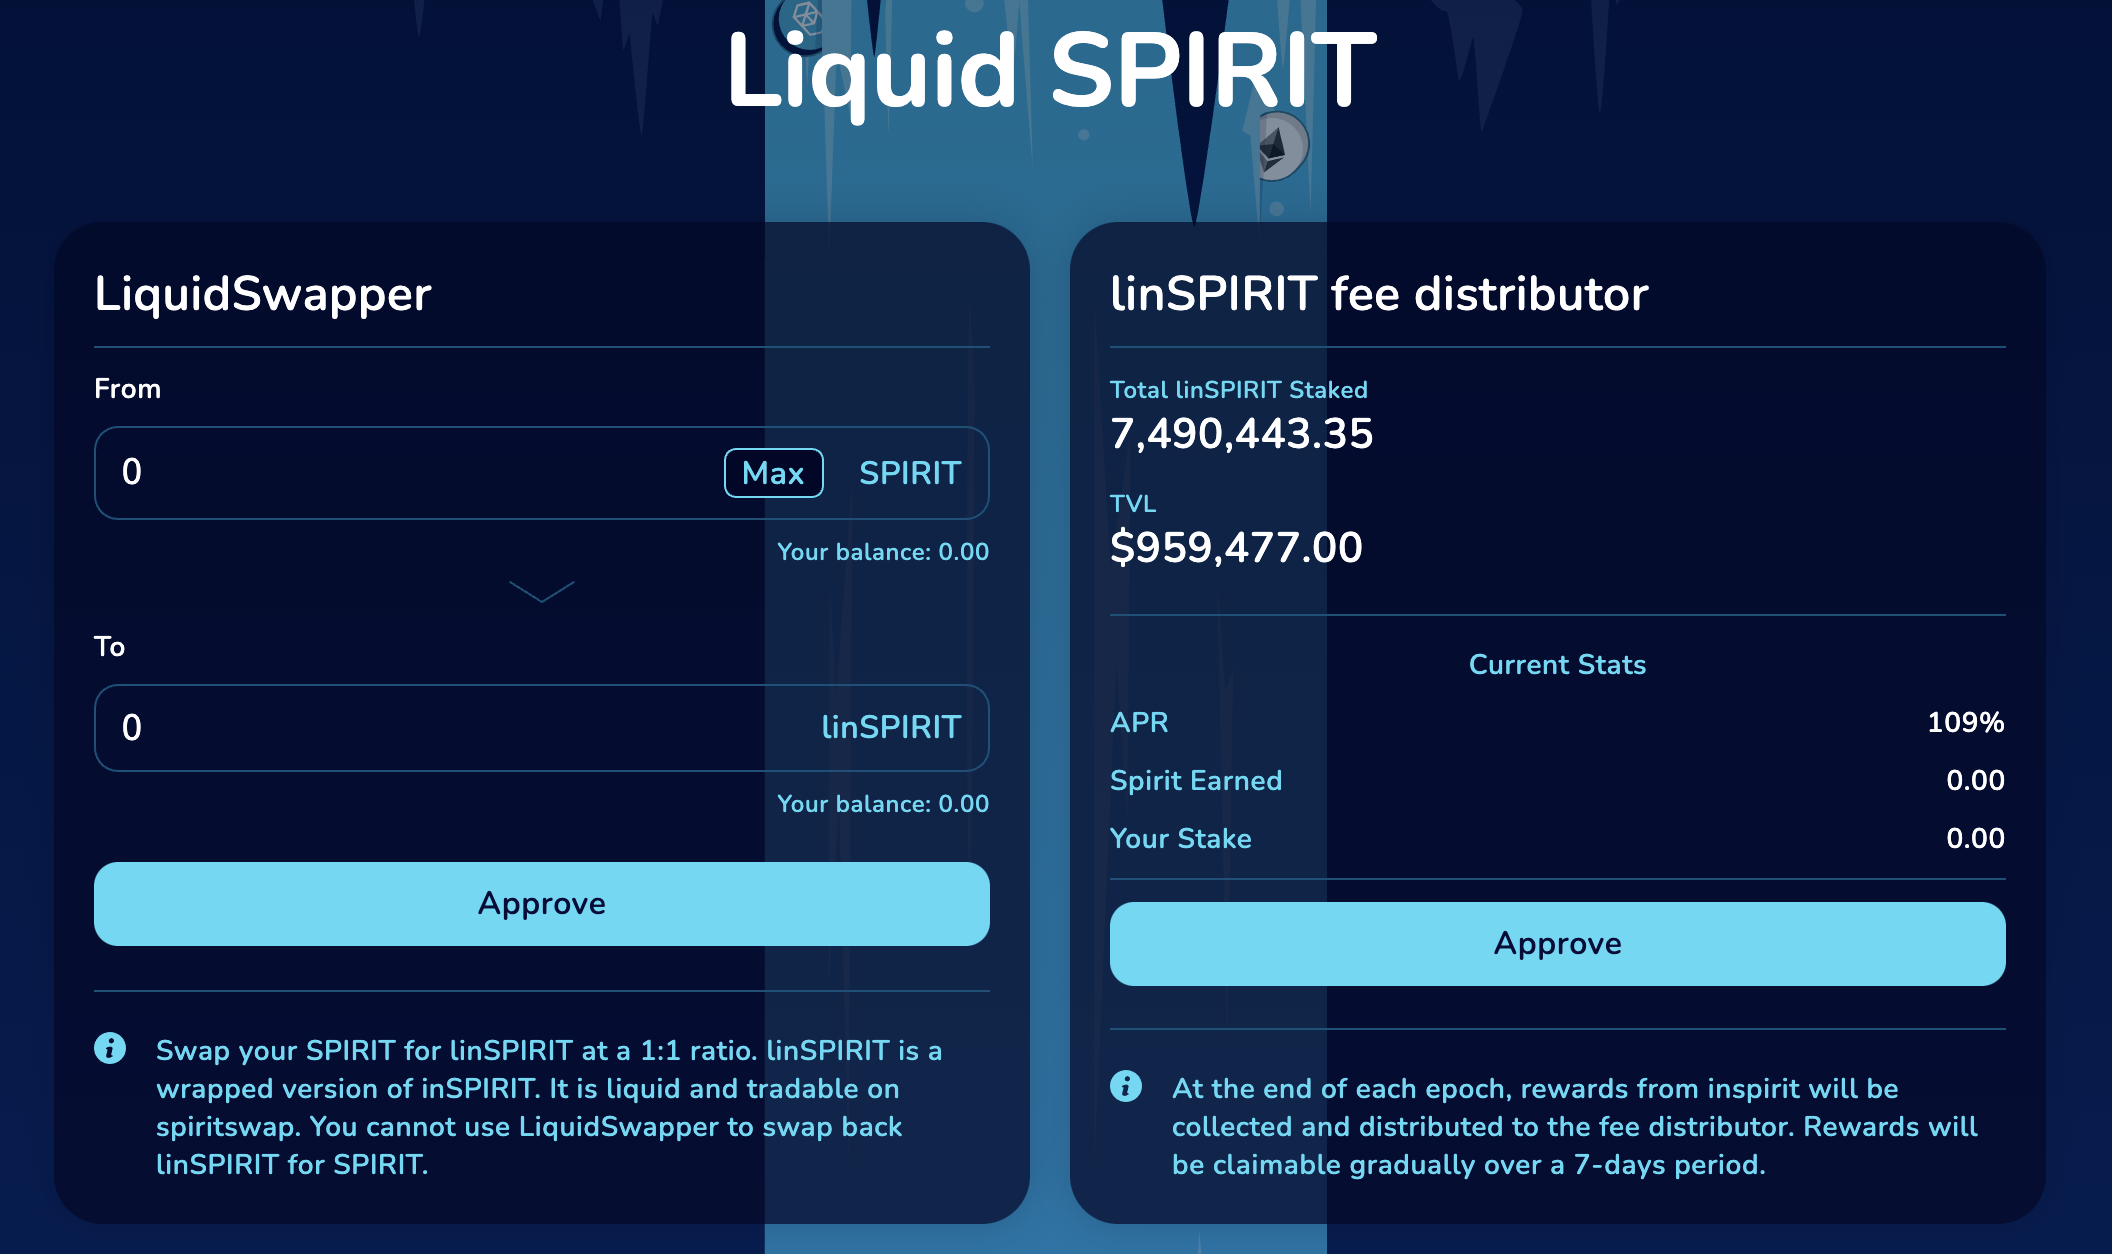 Liquid SPIRIT
LiquidSwapper
From
0
Max
SPIRIT
Your balance: 0.00
To
0
linSPIRIT
Your balance: 0.00
Approve
Swap your SPIRIT for linSPIRIT at a 1:1 ratio. linSPIRIT is a
wrapped version of inSPIRIT. It is liquid and tradable on
spiritswap. You cannot use LiquidSwapper to swap back
linSPIRIT for SPIRIT.
linSPIRIT fee distributor
Total linSPIRIT Staked
7,490,443.35
TVL
$959,477.00
Current Stats
APR 109%
Spirit Earned 0.00
Your Stake 0.00
Approve
At the end of each epoch, rewards from inspirit will be
collected and distributed to the fee distributor. Rewards will
be claimable gradually over a 7-days period.